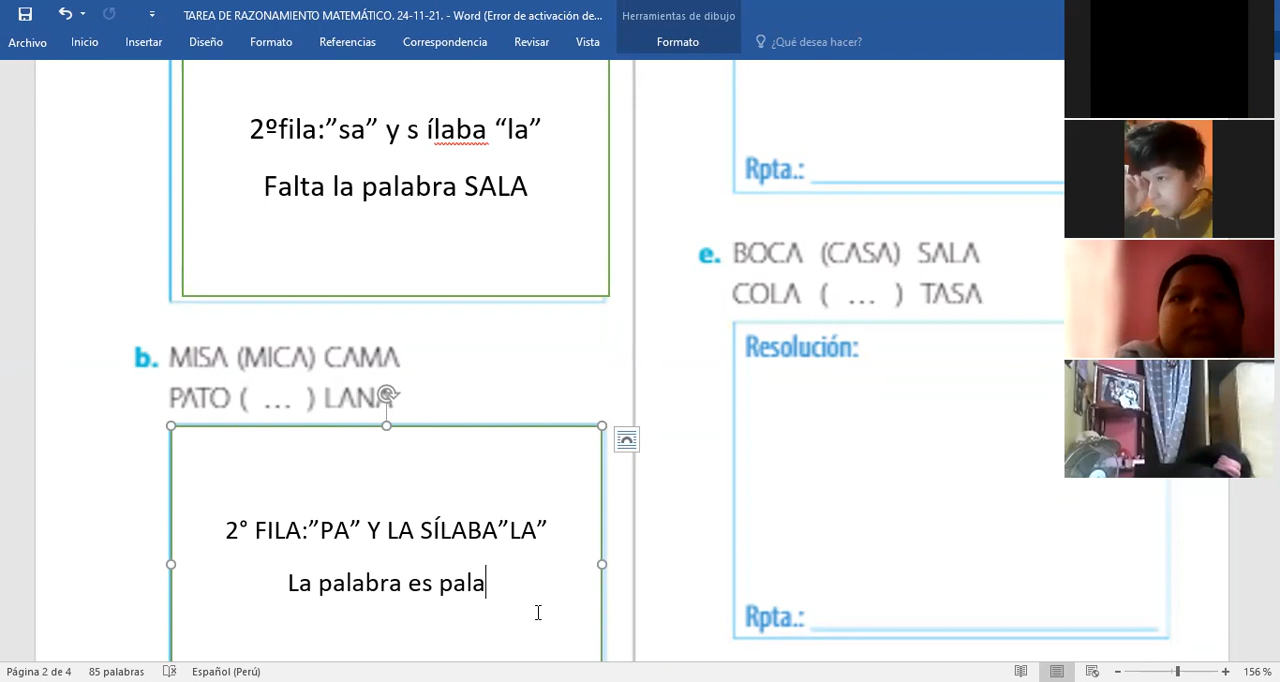 TAREA DE RAZONAMIENTO MATEMÁTICO. 24-11-21. - Word (Error de activación de...
Herramientas de dibujo
Archivo Inicio Insertar Diseño Formato Referencias Correspondencia Revisar Vista Formato ¿Qué desea hacer?
2ºfila:”sa” y s ílaba “la”
Falta la palabra SALA
b. MISA (MICA) CAMA
PATO ( ... ) LANA
2° FILA:”PA” Y LA SÍLABA”LA”
La palabra es pala
Rpta.:
e. BOCA (CASA) SALA
COLA ( ... ) TASA
Resolución:
Rpta.:
Página 2 de 4 85 palabras Español (Perú) 156 %